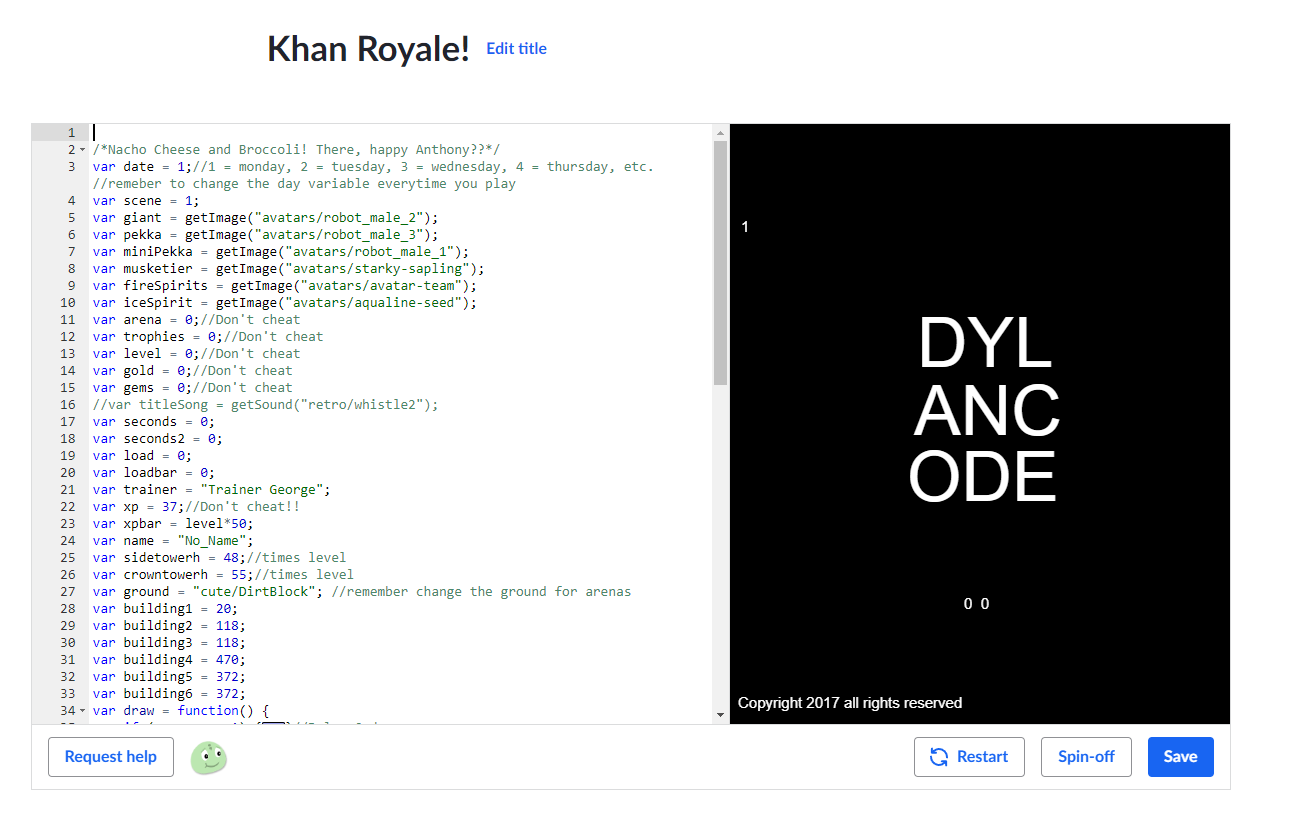 Khan Royale! Edit title
1
2 /*Nacho Cheese and Broccoli! There, happy Anthony??*/
3 var date = 1;//1 = monday, 2 = tuesday, 3 = wednesday, 4 = thursday, etc.
//remeber to change the day variable everytime you play
4 var scene = 1;
5 var giant = getImage("avatars/robot_male_2");
6 var pekka = getImage("avatars/robot_male_3");
7 var miniPekka = getImage("avatars/robot_male_1");
8 var musketier = getImage("avatars/starky-sapling");
9 var fireSpirits = getImage("avatars/avatar-team");
10 var iceSpirit = getImage("avatars/aqualine-seed");
11 var arena = 0;//Don't cheat
12 var trophies = 0;//Don't cheat
13 var level = 0;//Don't cheat
14 var gold = 0;//Don't cheat
15 var gems = 0;//Don't cheat
16 //var titleSong = getSound("retro/whistle2");
17 var seconds = 0;
18 var seconds2 = 0;
19 var load = 0;
20 var loadbar = 0;
21 var trainer = "Trainer George";
22 var xp = 37;//Don't cheat!!
23 var xpbar = level*50;
24 var name = "No_Name";
25 var sidetowerh = 48;//times level
26 var crowntowerh = 55;//times level
27 var ground = "cute/DirtBlock"; //remember change the ground for arenas
28 var building1 = 20;
29 var building2 = 118;
30 var building3 = 118;
31 var building4 = 470;
32 var building5 = 372;
33 var building6 = 372;
34 var draw = function() {
1
DYL
ANC
ODE
0 0
Copyright 2017 all rights reserved
Request help
Restart
Spin-off
Save